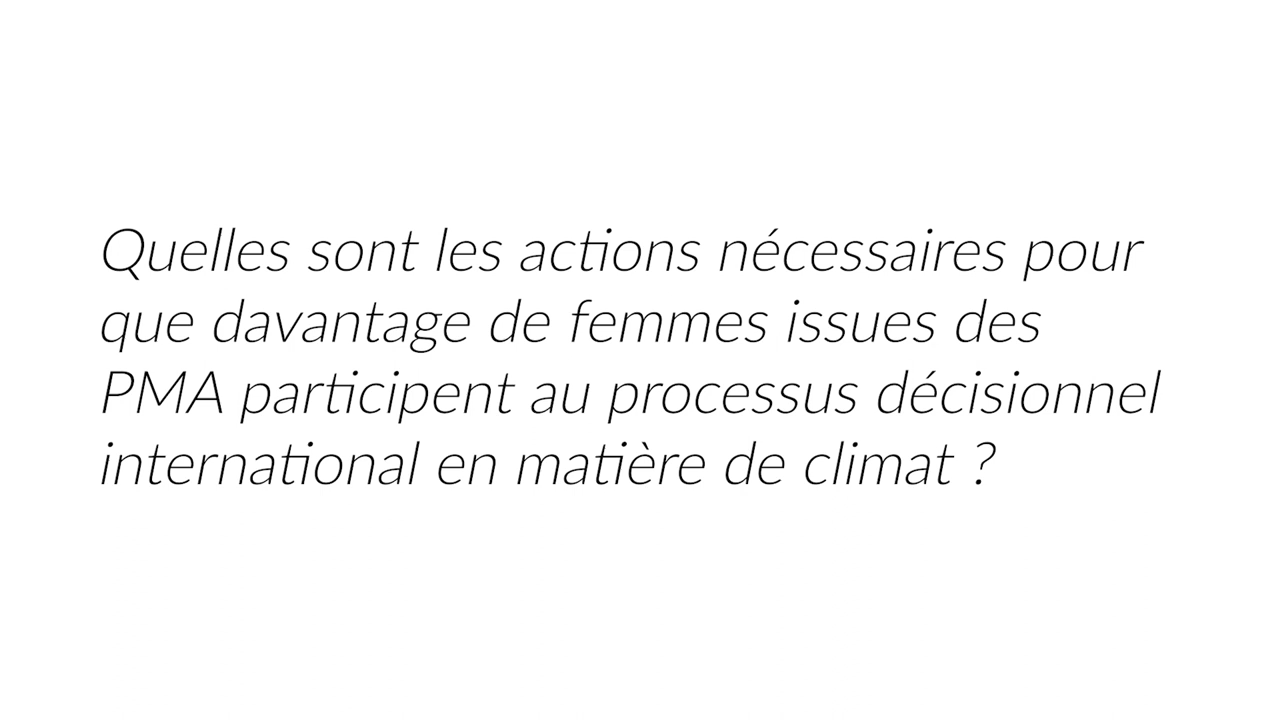 Quelles sont les actions nécessaires pour
que davantage de femmes issues des
PMA participent au processus décisionnel
international en matière de climat ?